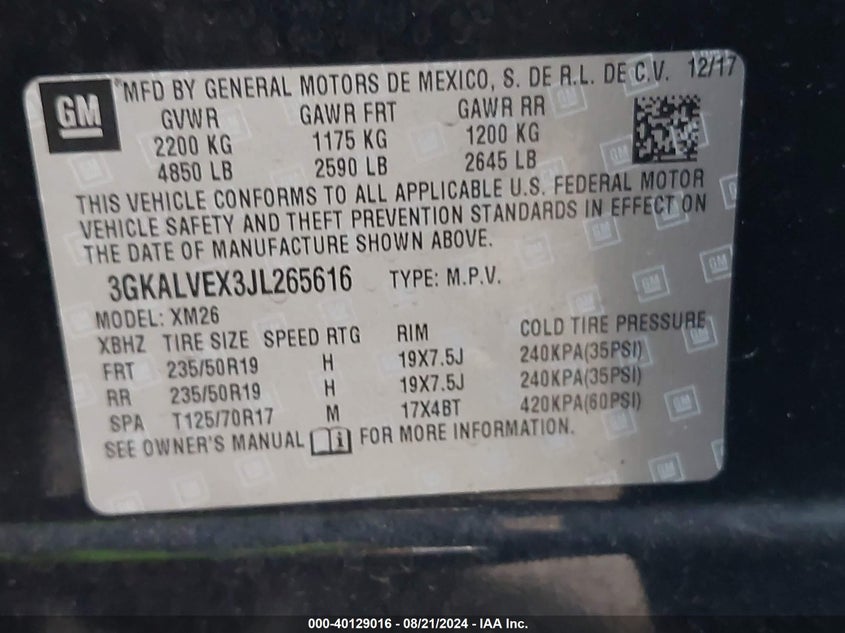 GM
MFD BY GENERAL MOTORS DE MEXICO, S. DE R.L. DE C.V. 12/17
GVWR GAWR FRT GAWR RR
2200 KG 1175 KG 1200 KG
4850 LB 2590 LB 2645 LB
THIS VEHICLE CONFORMS TO ALL APPLICABLE U.S. FEDERAL MOTOR
VEHICLE SAFETY AND THEFT PREVENTION STANDARDS IN EFFECT ON
THE DATE OF MANUFACTURE SHOWN ABOVE.
3GKALVEX3JL265616 TYPE: M.P.V.
MODEL: XM26
XBHZ TIRE SIZE SPEED RTG RIM COLD TIRE PRESSURE
FRT 235/50R19 H 19X7.5J 240KPA(35PSI)
RR 235/50R19 H 19X7.5J 240KPA(35PSI)
SPA T125/70R17 M 17X4BT 420KPA(60PSI)
SEE OWNER'S MANUAL FOR MORE INFORMATION.
000-40129016 - 08/21/2024 - IAA Inc.